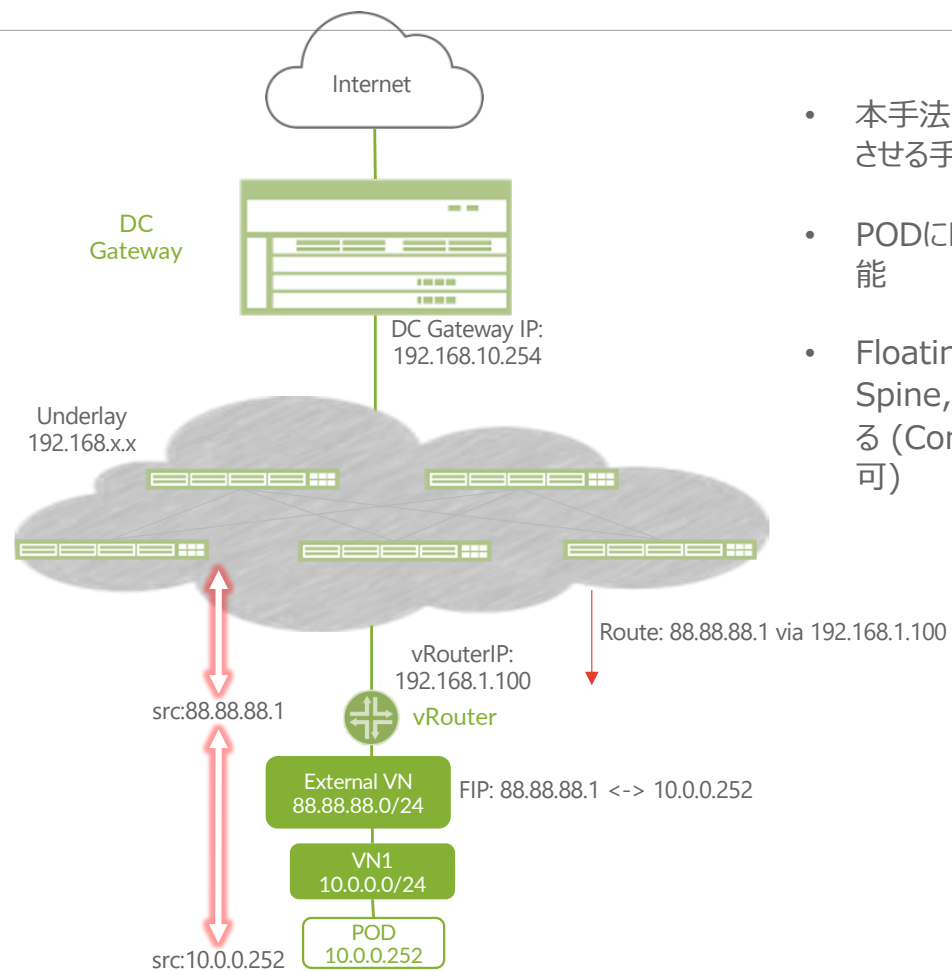 Internet
DC
Gateway
DC Gateway IP:
192.168.10.254
Underlay
192.168.x.x
Route: 88.88.88.1 via 192.168.1.100
vRouterIP:
192.168.1.100
src:88.88.88.1
vRouter
External VN
88.88.88.0/24
FIP: 88.88.88.1 <-> 10.0.0.252
VN1
10.0.0.0/24
POD
10.0.0.252
src:10.0.0.252
• 本手法
させる手
• PODに
能
• Floatin
Spine,
る (Cor
可)